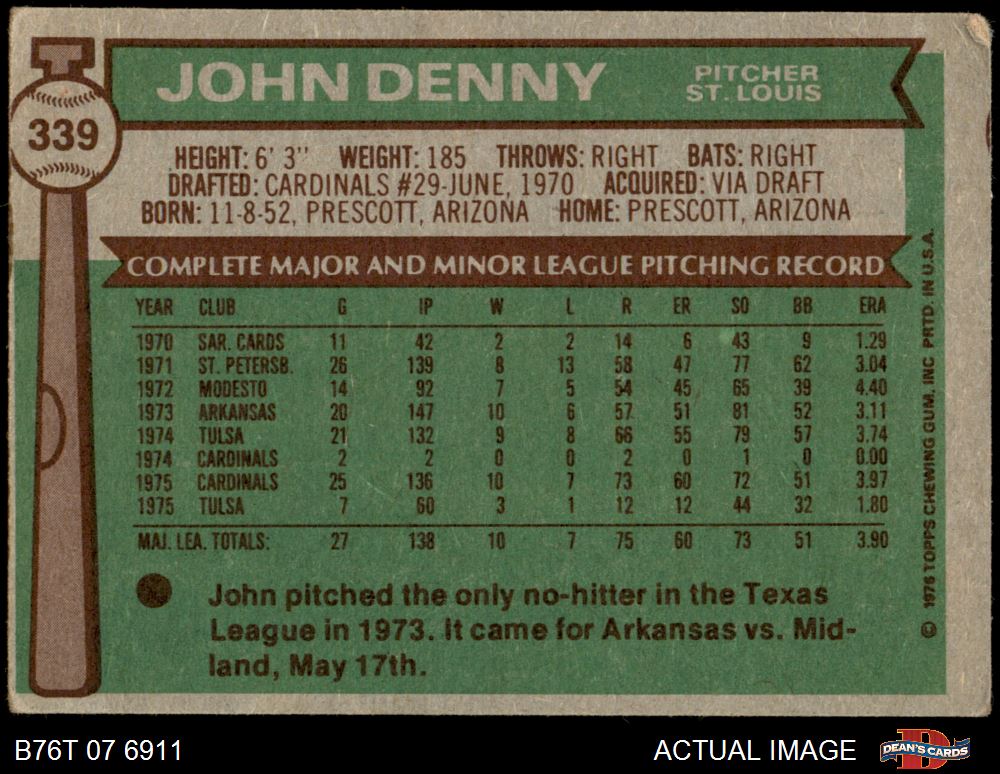 339
JOHN DENNY
PITCHER
ST. LOUIS
HEIGHT: 6' 3" WEIGHT: 185 THROWS: RIGHT BATS: RIGHT
DRAFTED: CARDINALS #29-JUNE, 1970 ACQUIRED: VIA DRAFT
BORN: 11-8-52, PRESCOTT, ARIZONA HOME: PRESCOTT, ARIZONA
COMPLETE MAJOR AND MINOR LEAGUE PITCHING RECORD
YEAR CLUB G IP W L R ER SO BB ERA
1970 SAR. CARDS 11 42 2 2 14 6 43 9 1.29
1971 ST. PETERSB. 26 139 8 13 58 47 77 62 3.04
1972 MODESTO 14 92 7 5 54 45 65 39 4.40
1973 ARKANSAS 20 147 10 6 57 51 81 52 3.11
1974 TULSA 21 132 9 8 66 55 79 57 3.74
1974 CARDINALS 2 2 0 0 2 0 1 0 0.00
1975 CARDINALS 25 136 10 7 73 60 72 51 3.97
1975 TULSA 7 60 3 1 12 12 44 32 1.80
MAJ. LEA. TOTALS: 27 138 10 7 75 60 73 51 3.90
John pitched the only no-hitter in the Texas
League in 1973. It came for Arkansas vs. Mid-
land, May 17th.
© 1976 TOPPS CHEWING GUM, INC PRTD. IN U.S.A.
B76T 07 6911
ACTUAL IMAGE
DEAN'S CARDS